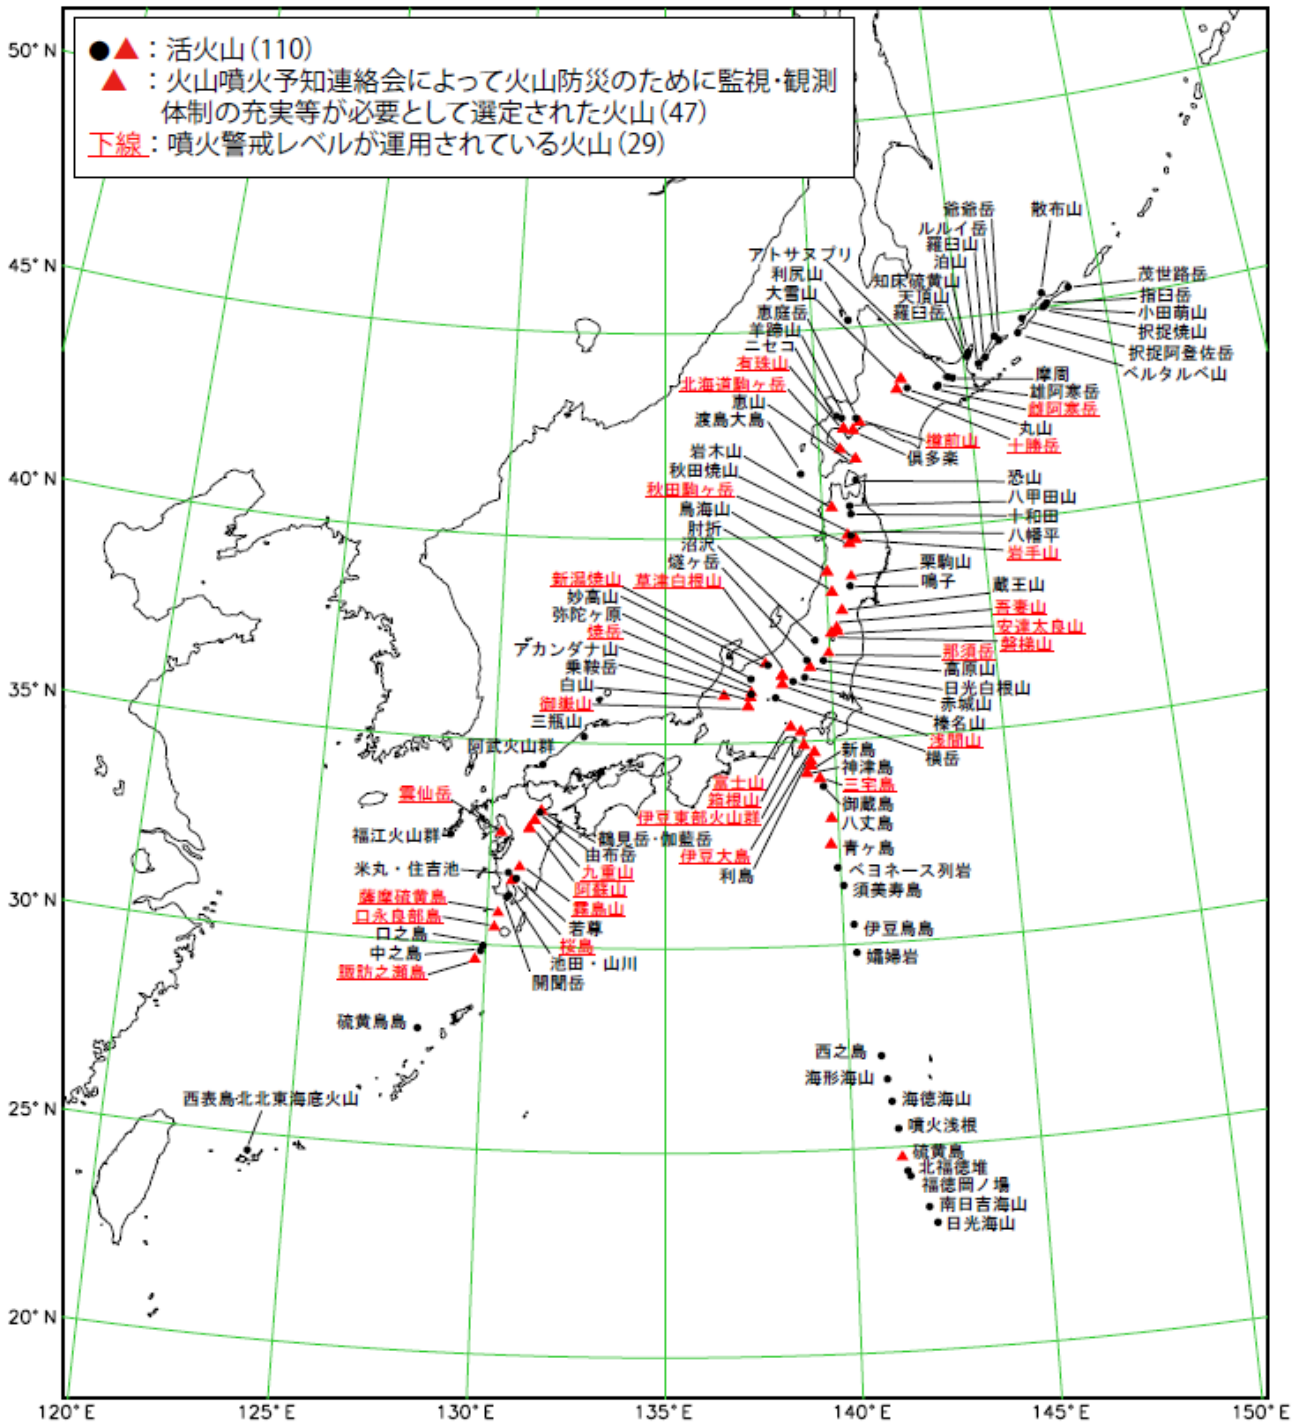 ●▲：活火山（110）
▲：火山噴火予知連絡会によって火山防災のために監視・観測
体制の充実等が必要として選定された火山（47）
下線：噴火警戒レベルが運用されている火山（29）
50°N
45°N
40°N
35°N
30°N
25°N
20°N
120°E
125°E
130°E
135°E
140°E
145°E
150°E
爺爺岳
散布山
ルルイ岳
羅臼山
泊山
アトサヌプリ
利尻山
知床硫黄山
大雪山
天頂山
恵庭岳
羅臼岳
羊蹄山
ニセコ
有珠山
北海道駒ヶ岳
恵山
渡島大島
茂世路岳
指臼岳
小田萌山
択捉焼山
択捉阿登佐岳
ベルタルベ山
摩周
雄阿寒岳
雌阿寒岳
丸山
十勝岳
樽前山
倶多楽
岩木山
秋田焼山
秋田駒ヶ岳
鳥海山
肘折
沼沢
燧ヶ岳
恐山
八甲田山
十和田
八幡平
岩手山
栗駒山
鳴子
蔵王山
吾妻山
安達太良山
磐梯山
那須岳
高原山
日光白根山
赤城山
榛名山
浅間山
横岳
新潟焼山
草津白根山
妙高山
弥陀ヶ原
焼岳
アカンダナ山
乗鞍岳
白山
御嶽山
三瓶山
阿武火山群
富士山
箱根山
伊豆東部火山群
伊豆大島
利島
新島
神津島
三宅島
御蔵島
八丈島
青ヶ島
ベヨネース列岩
須美寿島
伊豆鳥島
孀婦岩
雲仙岳
福江火山群
米丸・住吉池
薩摩硫黄島
口永良部島
口之島
中之島
諏訪之瀬島
鶴見岳・伽藍岳
由布岳
九重山
阿蘇山
霧島山
若尊
桜島
池田・山川
開聞岳
硫黄鳥島
西表島北北東海底火山
西之島
海形海山
海徳海山
噴火浅根
硫黄島
北福徳堆
福徳岡ノ場
南日吉海山
日光海山